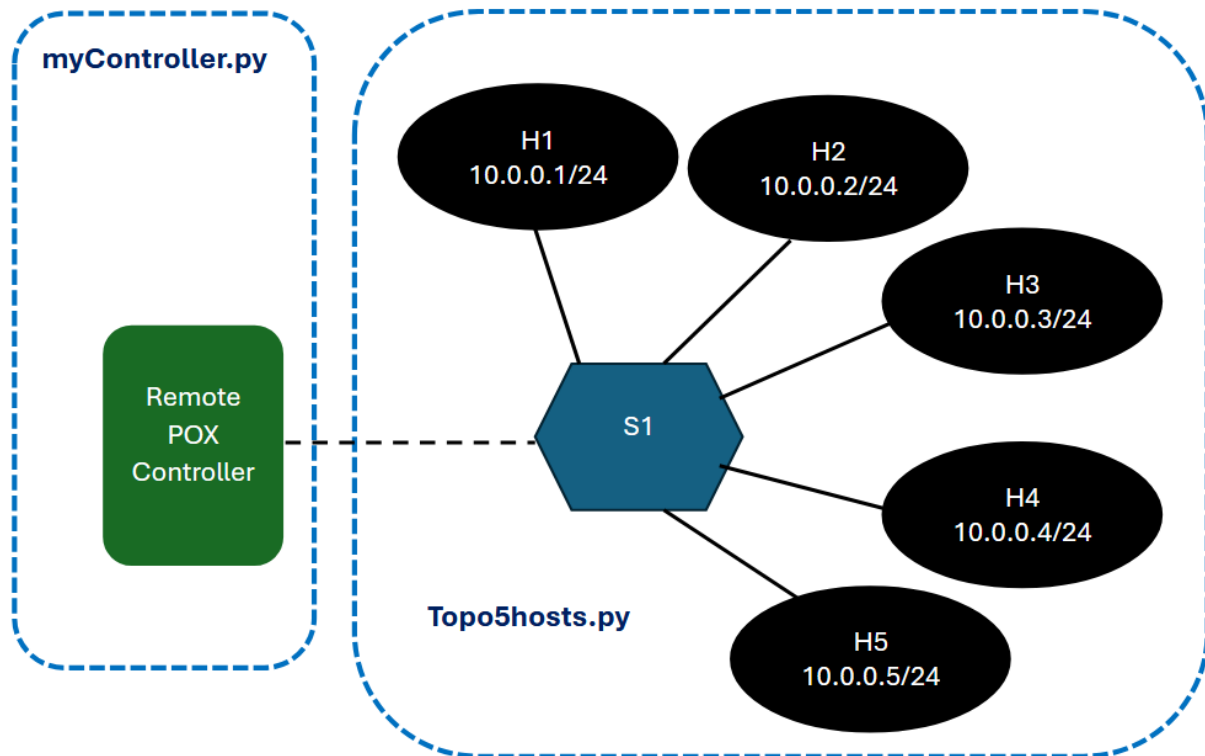 myController.py
Remote
POX
Controller
H1
10.0.0.1/24
H2
10.0.0.2/24
H3
10.0.0.3/24
S1
H4
10.0.0.4/24
Topo5hosts.py
H5
10.0.0.5/24